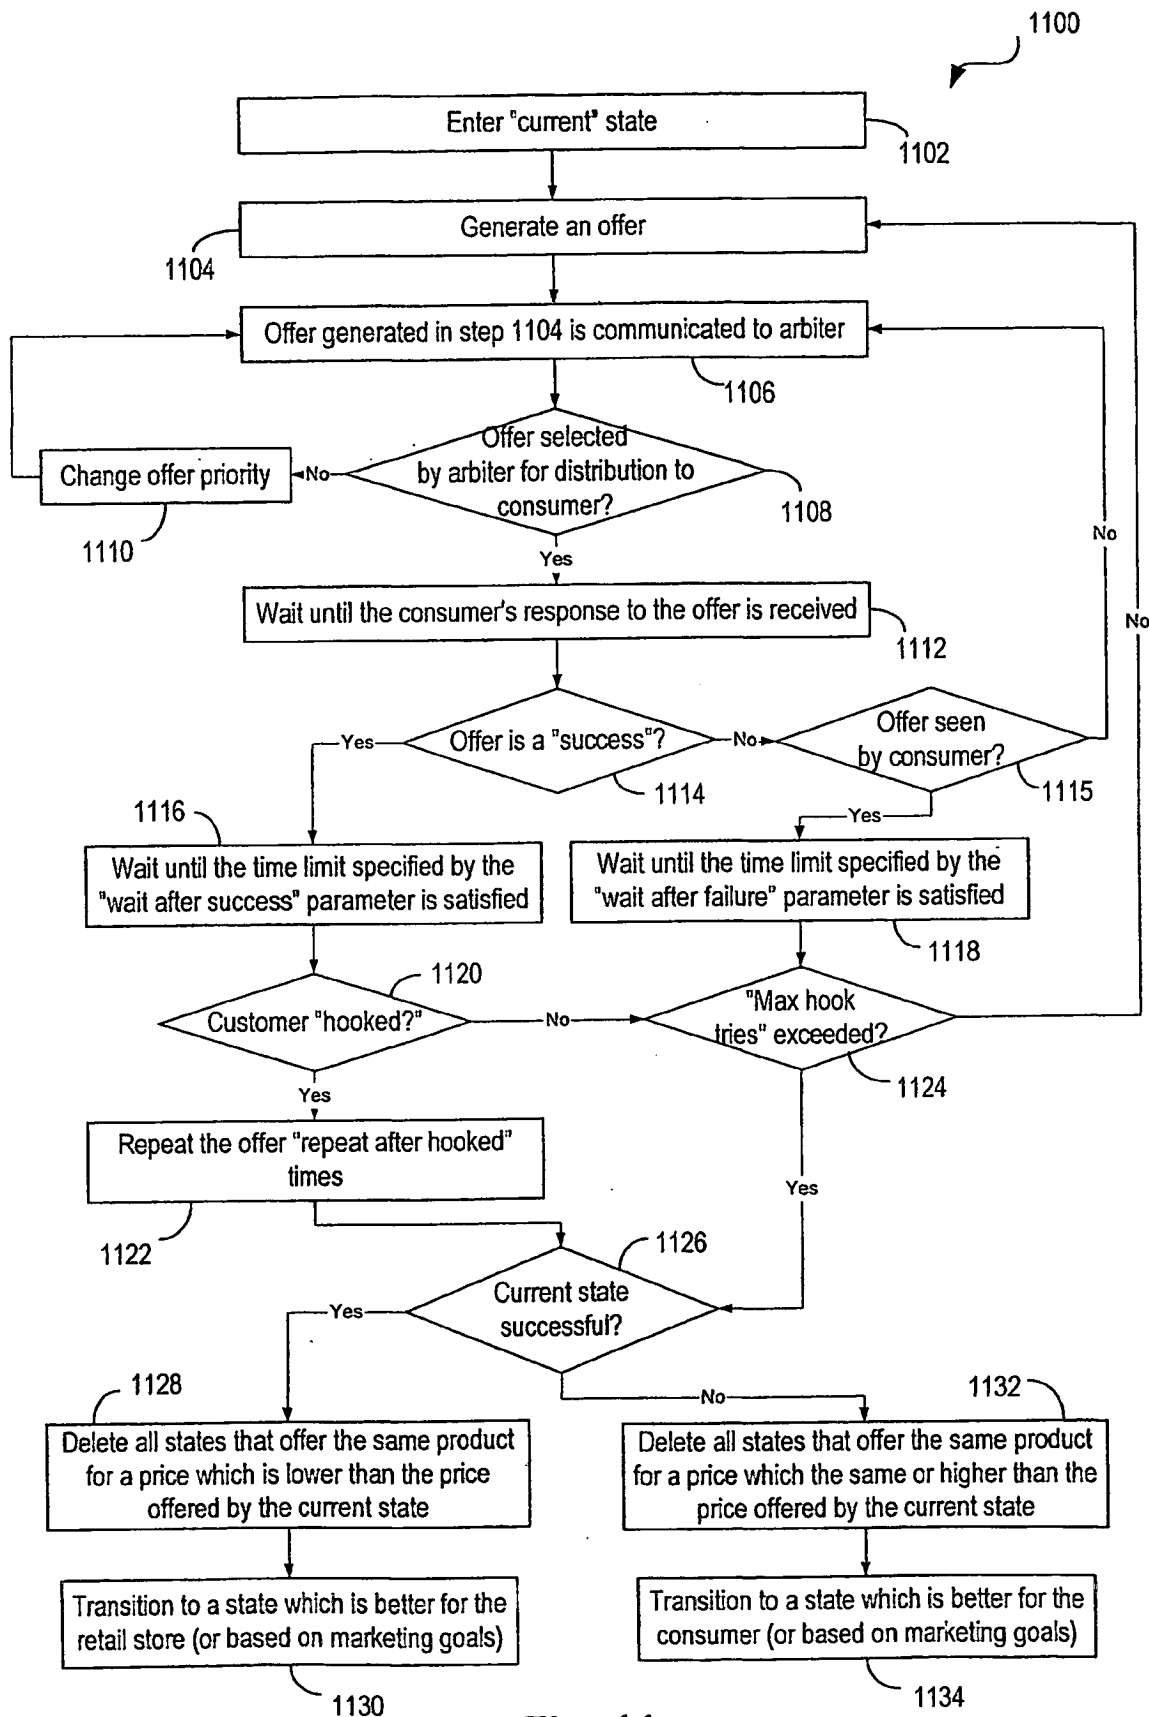 1100
Enter "current" state
1102
Generate an offer
1104
Offer generated in step 1104 is communicated to arbiter
1106
Offer selected
by arbiter for distribution to
consumer?
1108
No
Change offer priority
1110
Yes
No
No
Wait until the consumer's response to the offer is received
1112
Offer is a "success"?
1114
Yes
No
Offer seen
by consumer?
1115
Yes
1116
Wait until the time limit specified by the
"wait after success" parameter is satisfied
Wait until the time limit specified by the
"wait after failure" parameter is satisfied
1118
1120
Customer "hooked?"
No
"Max hook
tries" exceeded?
1124
Yes
Repeat the offer "repeat after hooked"
times
1122
Yes
1126
Current state
successful?
Yes
No
1128
Delete all states that offer the same product
for a price which is lower than the price
offered by the current state
1132
Delete all states that offer the same product
for a price which the same or higher than the
price offered by the current state
Transition to a state which is better for the
retail store (or based on marketing goals)
1130
Transition to a state which is better for the
consumer (or based on marketing goals)
1134